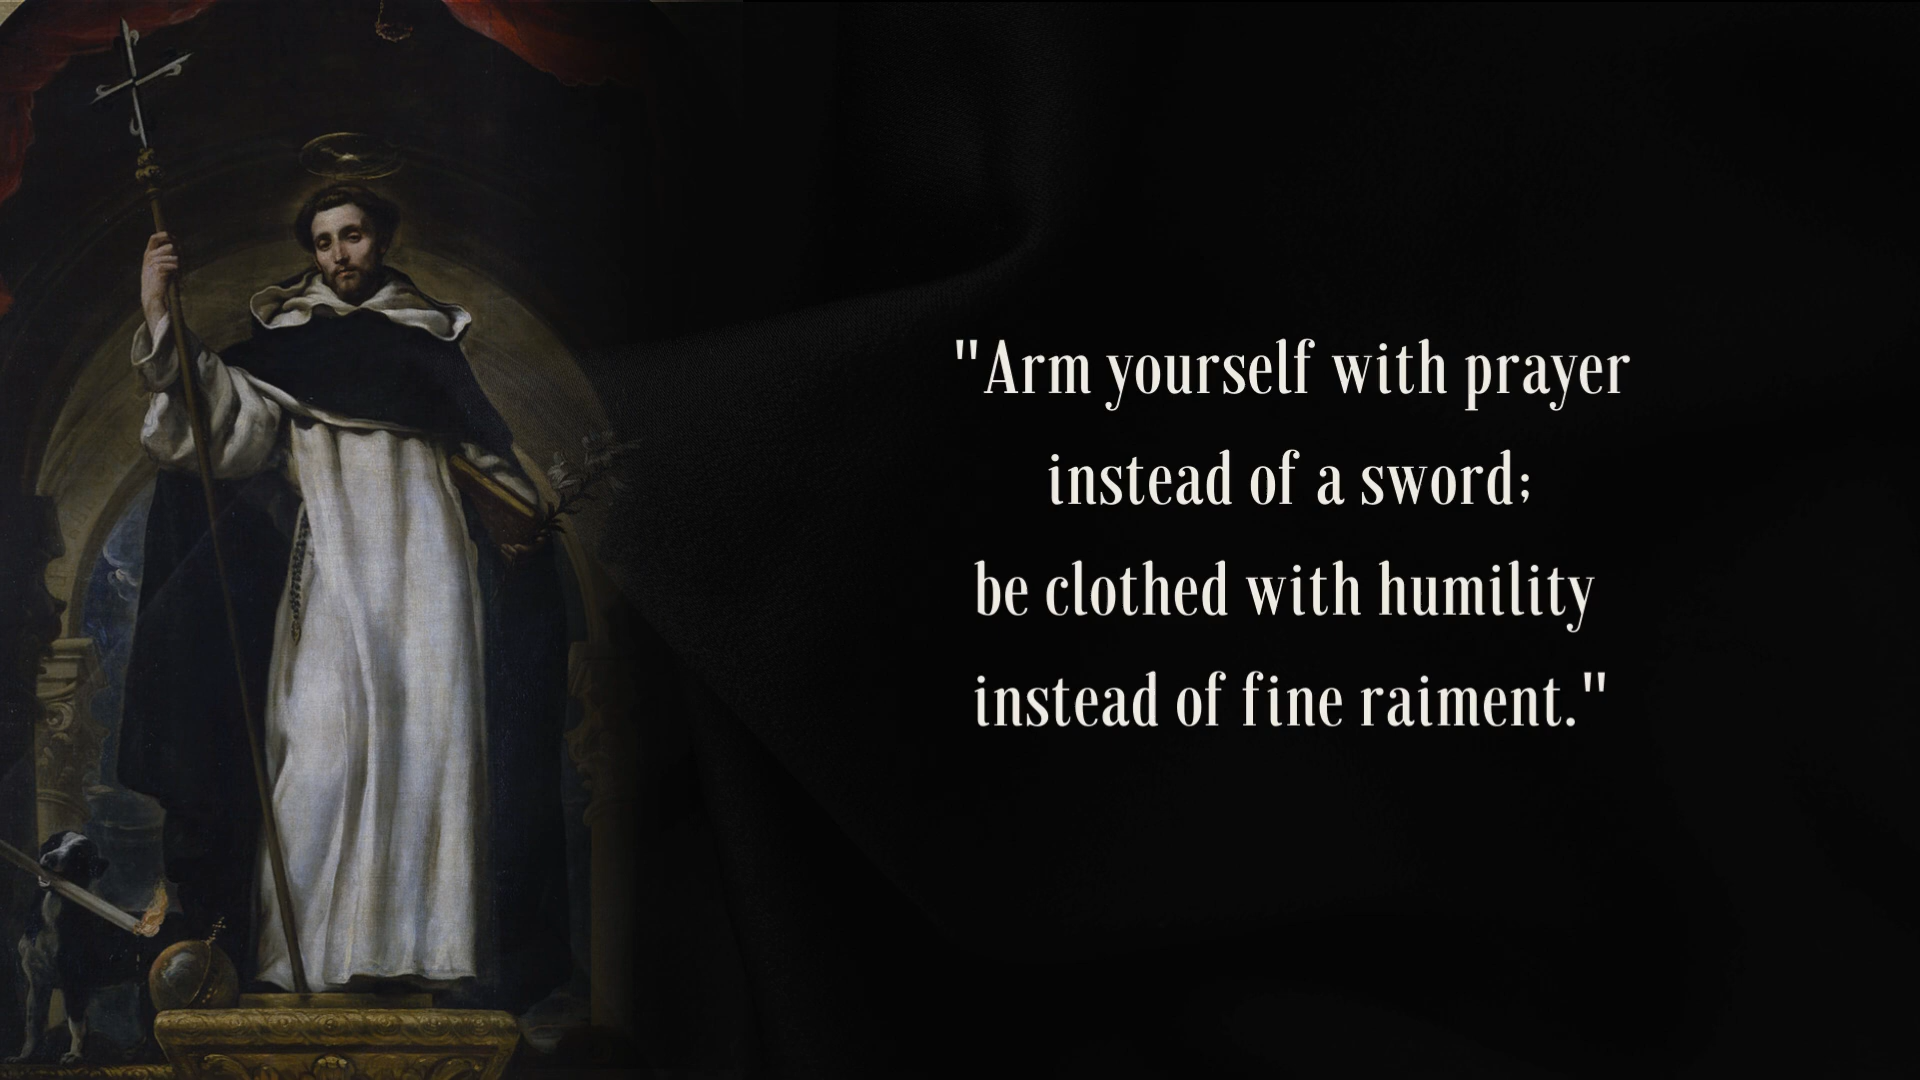 "Arm yourself with prayer
instead of a sword;
be clothed with humility
instead of fine raiment."